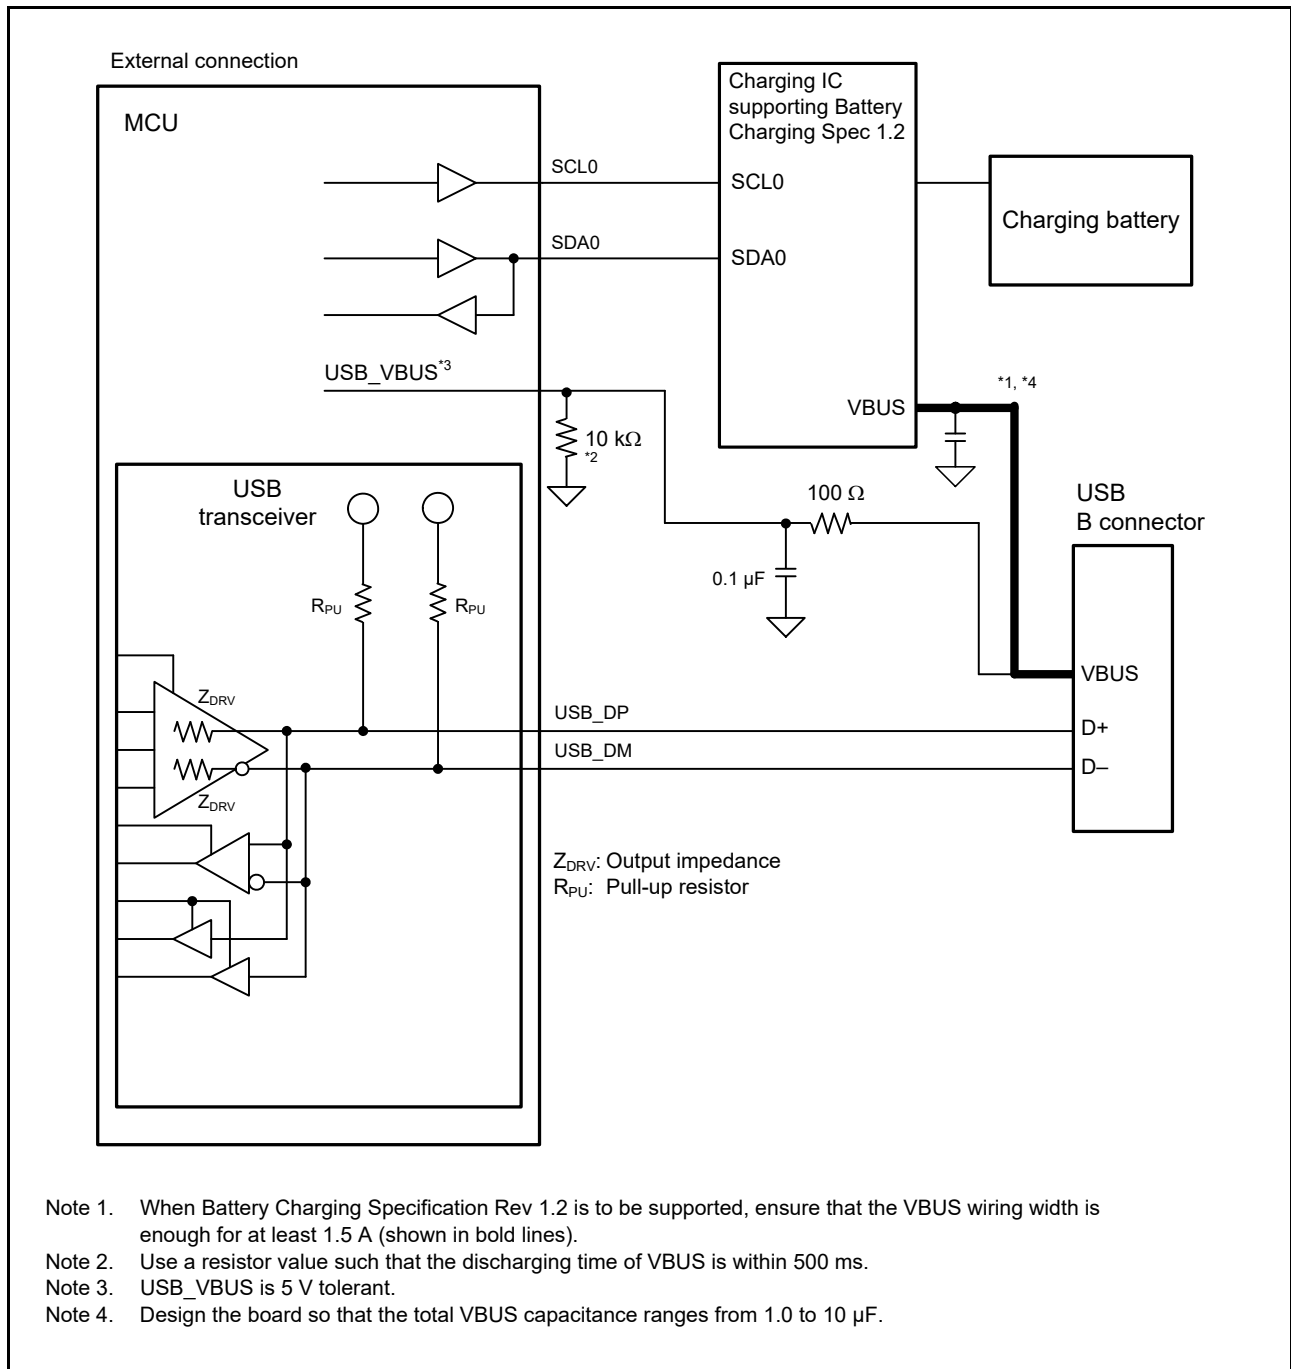 External connection
MCU
Charging IC
supporting Battery
Charging Spec 1.2
SCL0
SCL0
Charging battery
SDA0
SDA0
USB_VBUS*3
*1, *4
VBUS
10 kΩ
*2
USB
transceiver
100 Ω
USB
B connector
0.1 µF
RPU
RPU
VBUS
ZDRV
USB_DP
D+
USB_DM
D–
ZDRV
ZDRV: Output impedance
RPU: Pull-up resistor
Note 1. When Battery Charging Specification Rev 1.2 is to be supported, ensure that the VBUS wiring width is
enough for at least 1.5 A (shown in bold lines).
Note 2. Use a resistor value such that the discharging time of VBUS is within 500 ms.
Note 3. USB_VBUS is 5 V tolerant.
Note 4. Design the board so that the total VBUS capacitance ranges from 1.0 to 10 µF.